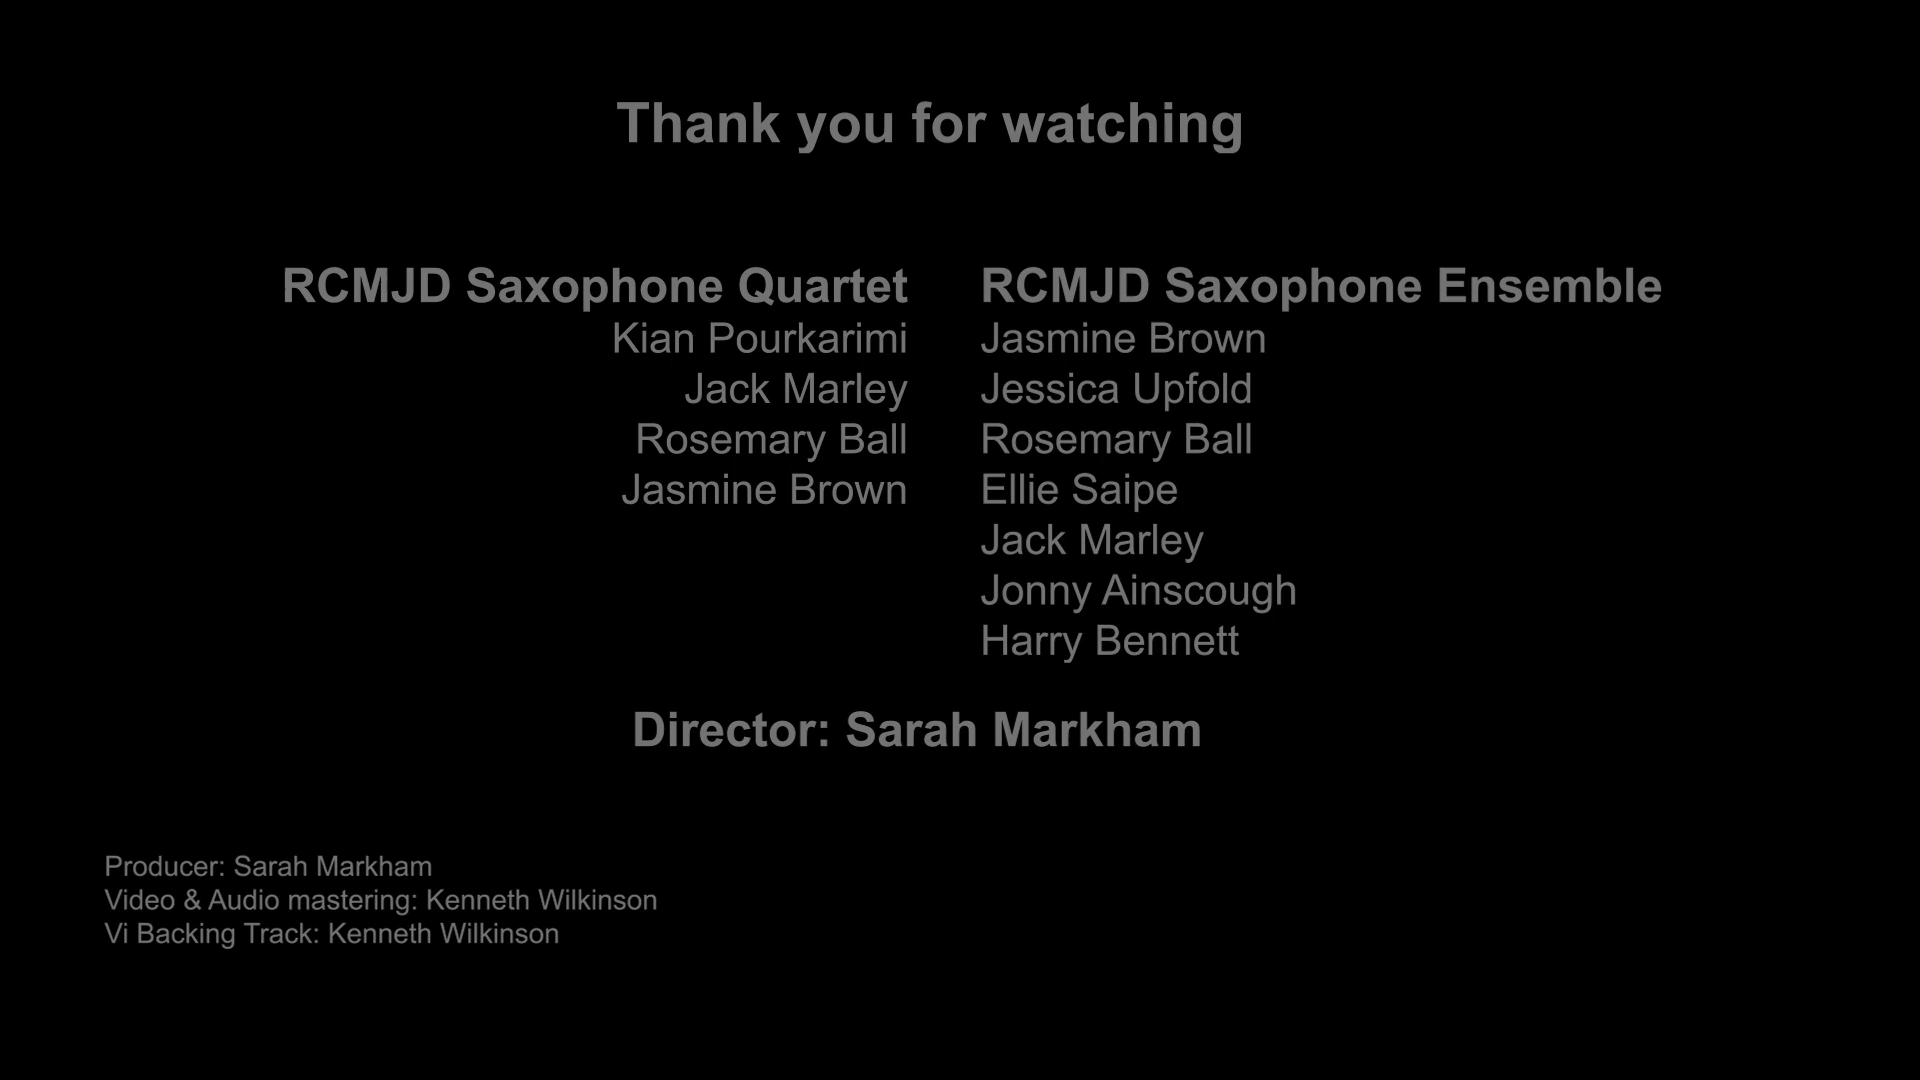 Thank you for watching
RCMJD Saxophone Quartet
Kian Pourkarimi
Jack Marley
Rosemary Ball
Jasmine Brown
RCMJD Saxophone Ensemble
Jasmine Brown
Jessica Upfold
Rosemary Ball
Ellie Saipe
Jack Marley
Jonny Ainscough
Harry Bennett
Director: Sarah Markham
Producer: Sarah Markham
Video & Audio mastering: Kenneth Wilkinson
Vi Backing Track: Kenneth Wilkinson